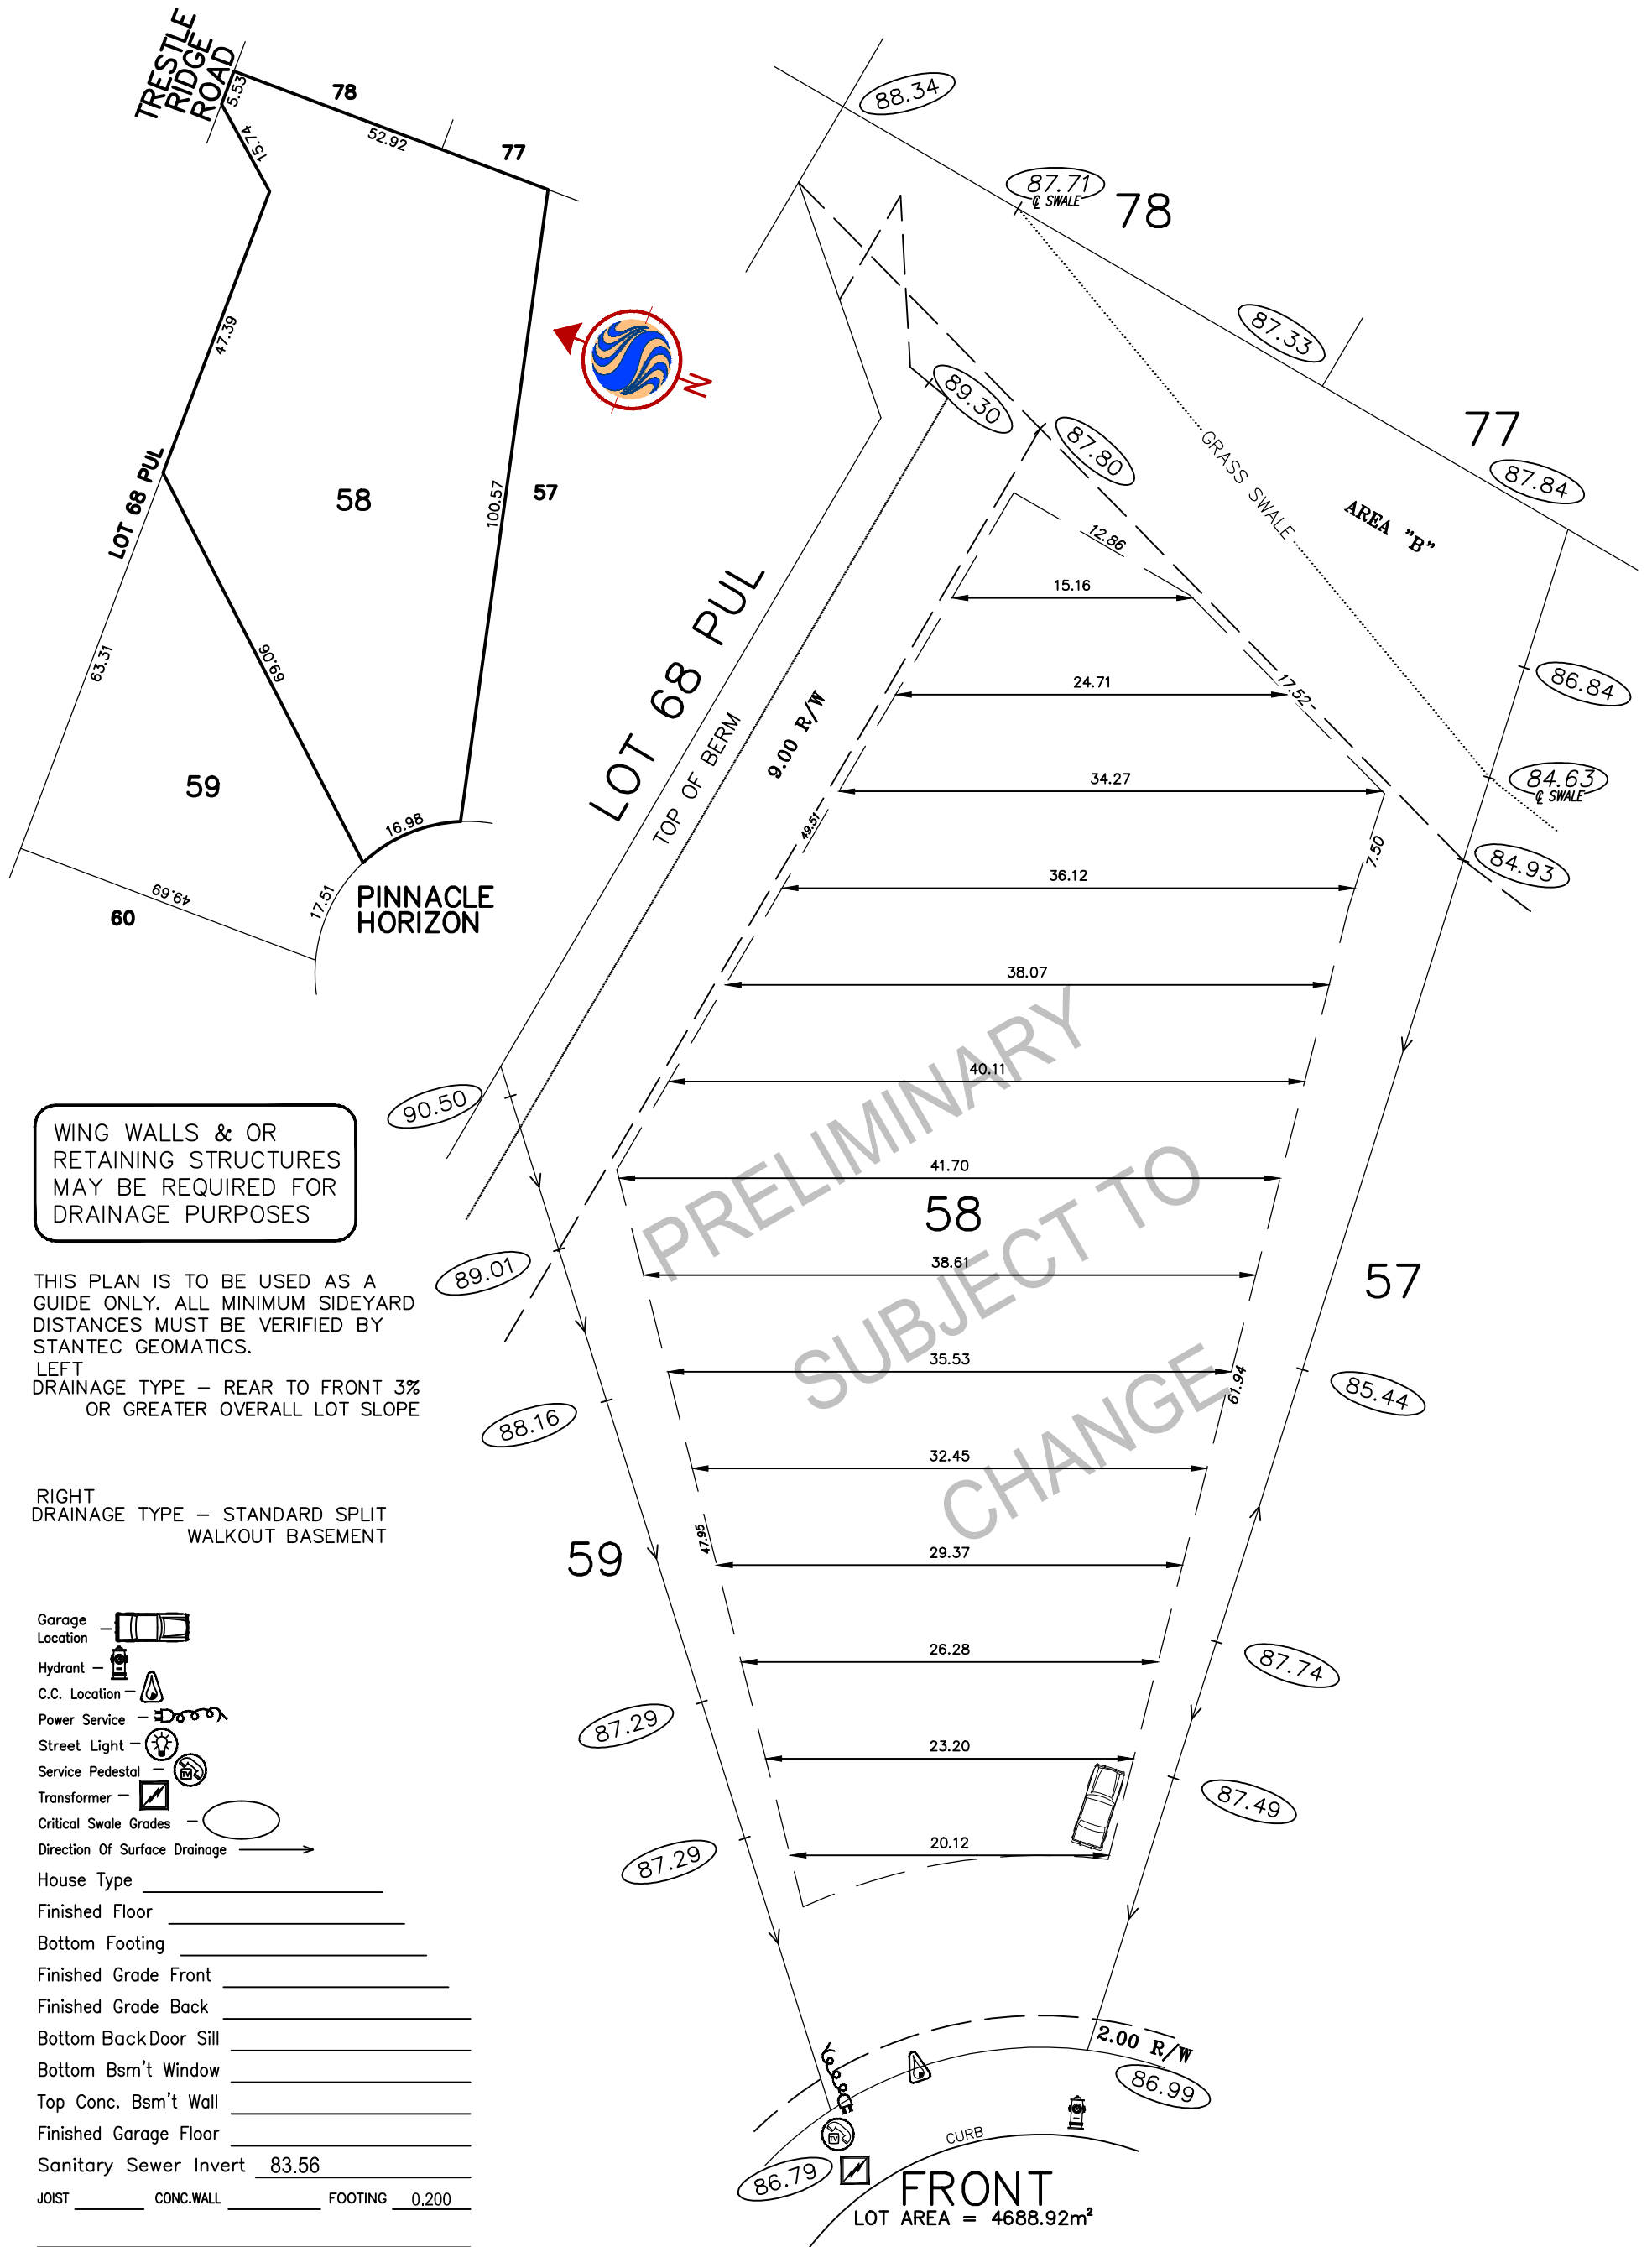 TRESTLE
RIDGE
ROAD
5.53
78
52.92
77
15.74
47.39
LOT 68 PUL
58
100.57
57
63.31
69.06
59
16.98
49.69
17.51
60
PINNACLE
HORIZON
N
88.34
87.71
℄ SWALE
78
87.33
77
87.84
89.30
87.80
GRASS SWALE
AREA "B"
12.86
15.16
86.84
24.71
17.52
LOT 68 PUL
TOP OF BERM
9.00 R/W
34.27
84.63
℄ SWALE
49.51
7.50
84.93
36.12
38.07
40.11
90.50
41.70
PRELIMINARY
SUBJECT TO
CHANGE
58
89.01
38.61
57
35.53
61.94
85.44
88.16
32.45
47.95
59
29.37
26.28
87.74
87.29
23.20
87.49
87.29
20.12
2.00 R/W
86.99
CURB
86.79
FRONT
LOT AREA = 4688.92m²
WING WALLS & OR
RETAINING STRUCTURES
MAY BE REQUIRED FOR
DRAINAGE PURPOSES
THIS PLAN IS TO BE USED AS A
GUIDE ONLY. ALL MINIMUM SIDEYARD
DISTANCES MUST BE VERIFIED BY
STANTEC GEOMATICS.
LEFT
DRAINAGE TYPE – REAR TO FRONT 3%
OR GREATER OVERALL LOT SLOPE
RIGHT
DRAINAGE TYPE – STANDARD SPLIT
WALKOUT BASEMENT
Garage
Location –
Hydrant –
C.C. Location –
Power Service –
Street Light –
Service Pedestal – TV
Transformer –
Critical Swale Grades –
Direction Of Surface Drainage
House Type
Finished Floor
Bottom Footing
Finished Grade Front
Finished Grade Back
Bottom Back Door Sill
Bottom Bsm't Window
Top Conc. Bsm't Wall
Finished Garage Floor
Sanitary Sewer Invert 83.56
JOIST CONC.WALL FOOTING 0.200
TV